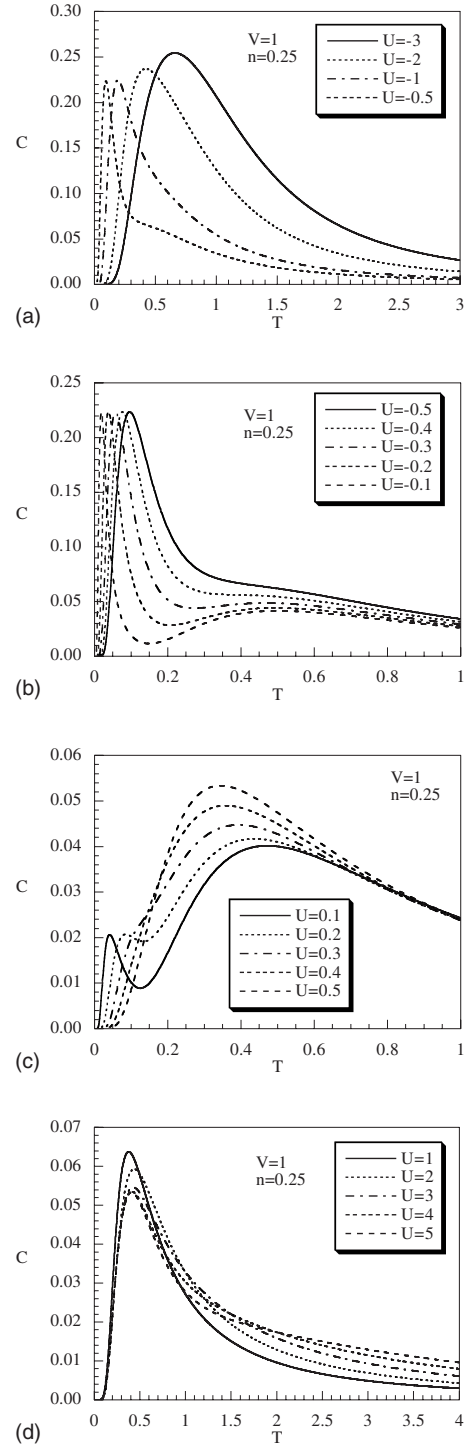 0.30
V=1
n=0.25
U=-3
U=-2
U=-1
U=-0.5
0.25
0.20
C
0.15
0.10
0.05
0.00
0 0.5 1 1.5 2 2.5 3
T
(a)
0.25
V=1
n=0.25
U=-0.5
U=-0.4
U=-0.3
U=-0.2
U=-0.1
0.20
0.15
C
0.10
0.05
0.00
0 0.2 0.4 0.6 0.8 1
T
(b)
0.06
V=1
n=0.25
0.05
0.04
C
0.03
0.02
0.01
0.00
U=0.1
U=0.2
U=0.3
U=0.4
U=0.5
0 0.2 0.4 0.6 0.8 1
T
(c)
0.07
V=1
n=0.25
U=1
U=2
U=3
U=4
U=5
0.06
0.05
0.04
C
0.03
0.02
0.01
0.00
0 0.5 1 1.5 2 2.5 3 3.5 4
T
(d)